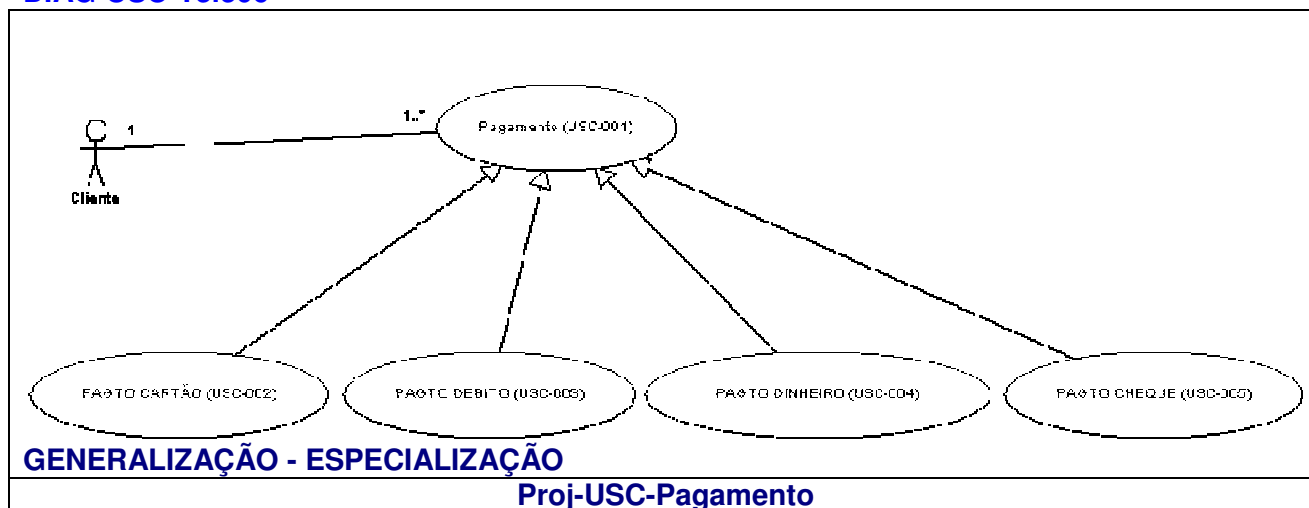 1
1..*
Pagamento (USC-001)
Cliente
PAGTO CARTÃO (USC-002)
PAGTO DEBITO (USC-003)
PAGTO DINHEIRO (USC-004)
PAGTO CHEQUE (USC-005)
GENERALIZAÇÃO - ESPECIALIZAÇÃO
Proj-USC-Pagamento